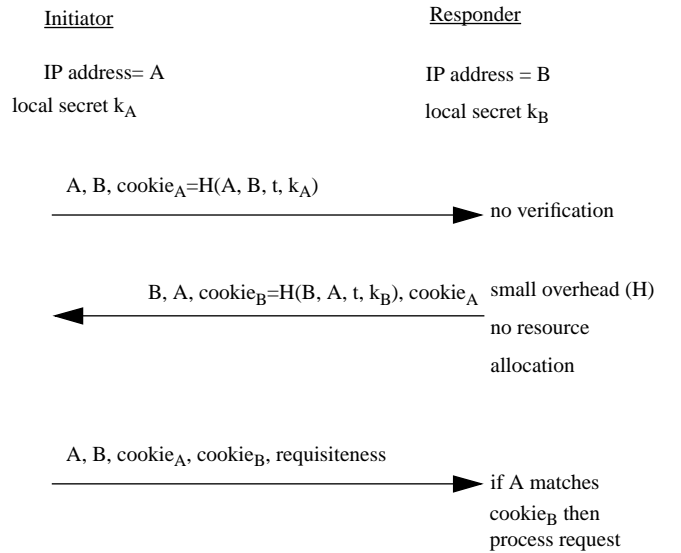 Initiator
Responder
IP address= A
IP address = B
local secret kA
local secret kB
A, B, cookieA=H(A, B, t, kA)
no verification
B, A, cookieB=H(B, A, t, kB), cookieA
small overhead (H)
no resource
allocation
A, B, cookieA, cookieB, requisiteness
if A matches
cookieB then
process request